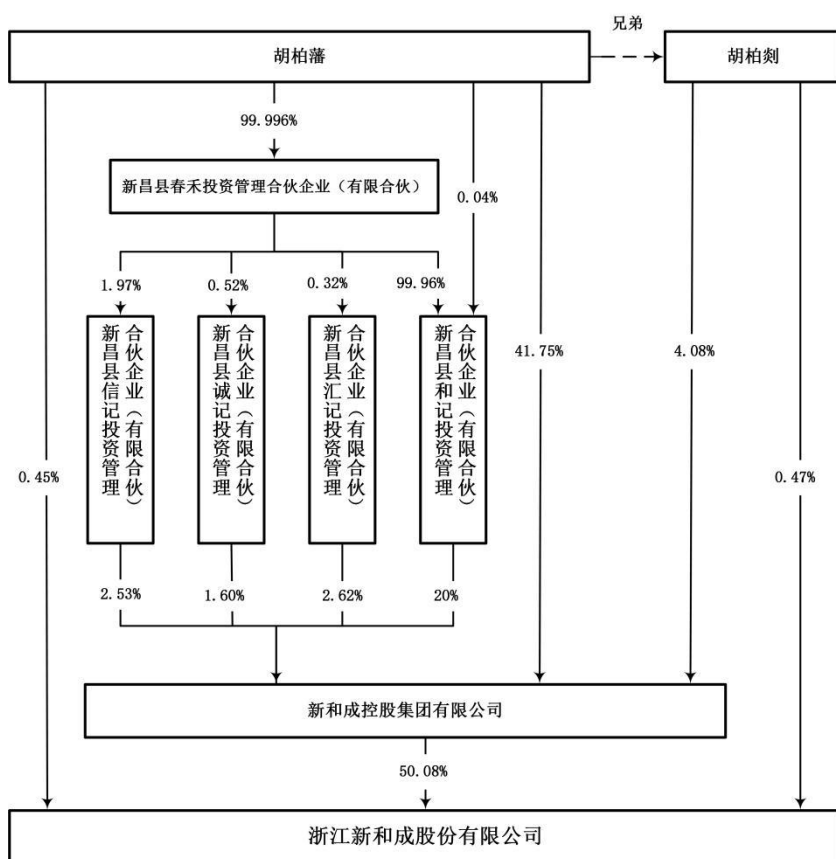 兄弟
胡柏藩
胡柏剡
99.996%
新昌县春禾投资管理合伙企业（有限合伙）
0.04%
1.97%
0.52%
0.32%
99.96%
新昌县信记投资管理
合伙企业（有限合伙）
新昌县诚记投资管理
合伙企业（有限合伙）
新昌县汇记投资管理
合伙企业（有限合伙）
新昌县和记投资管理
合伙企业（有限合伙）
41.75%
4.08%
0.45%
0.47%
2.53%
1.60%
2.62%
20%
新和成控股集团有限公司
50.08%
浙江新和成股份有限公司